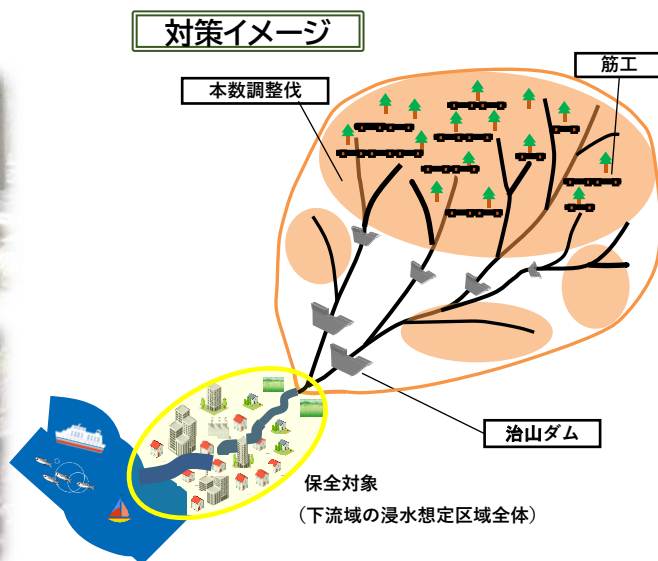 対策イメージ
筋工
本数調整伐
治山ダム
保全対象
（下流域の浸水想定区域全体）